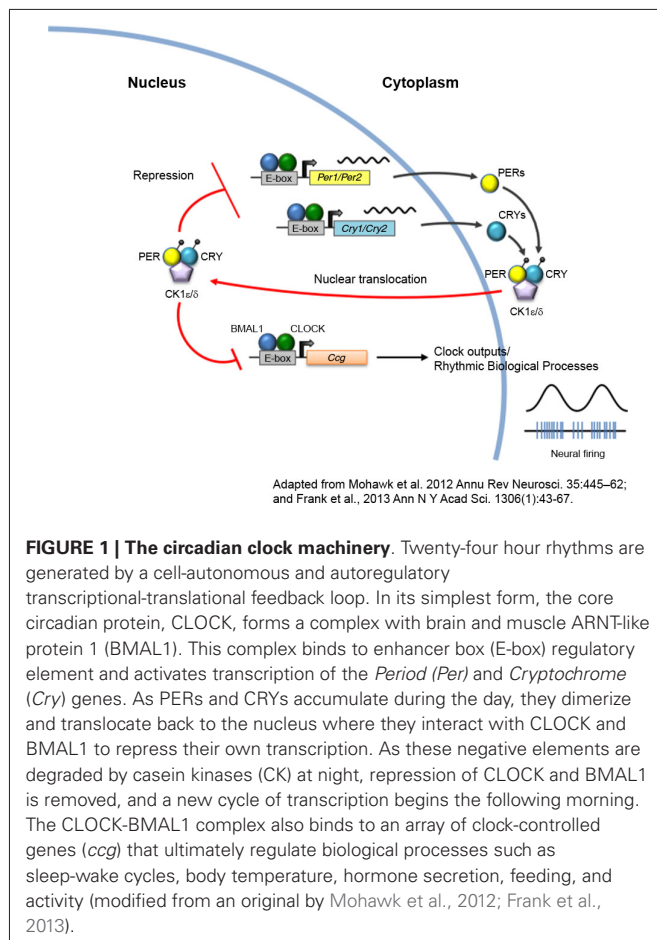 Nucleus
Cytoplasm
Repression
E-box
Per1/Per2
PERs
CRYs
E-box
Cry1/Cry2
PER
CRY
CK1ε/δ
Nuclear translocation
PER
CRY
CK1ε/δ
BMAL1
CLOCK
E-box
Ccg
Clock outputs/
Rhythmic Biological Processes
Neural firing
Adapted from Mohawk et al. 2012 Annu Rev Neurosci. 35:445–62;
and Frank et al., 2013 Ann N Y Acad Sci. 1306(1):43-67.
FIGURE 1 | The circadian clock machinery. Twenty-four hour rhythms are
generated by a cell-autonomous and autoregulatory
transcriptional-translational feedback loop. In its simplest form, the core
circadian protein, CLOCK, forms a complex with brain and muscle ARNT-like
protein 1 (BMAL1). This complex binds to enhancer box (E-box) regulatory
element and activates transcription of the Period (Per) and Cryptochrome
(Cry) genes. As PERs and CRYs accumulate during the day, they dimerize
and translocate back to the nucleus where they interact with CLOCK and
BMAL1 to repress their own transcription. As these negative elements are
degraded by casein kinases (CK) at night, repression of CLOCK and BMAL1
is removed, and a new cycle of transcription begins the following morning.
The CLOCK-BMAL1 complex also binds to an array of clock-controlled
genes (ccg) that ultimately regulate biological processes such as
sleep-wake cycles, body temperature, hormone secretion, feeding, and
activity (modified from an original by Mohawk et al., 2012; Frank et al.,
2013).